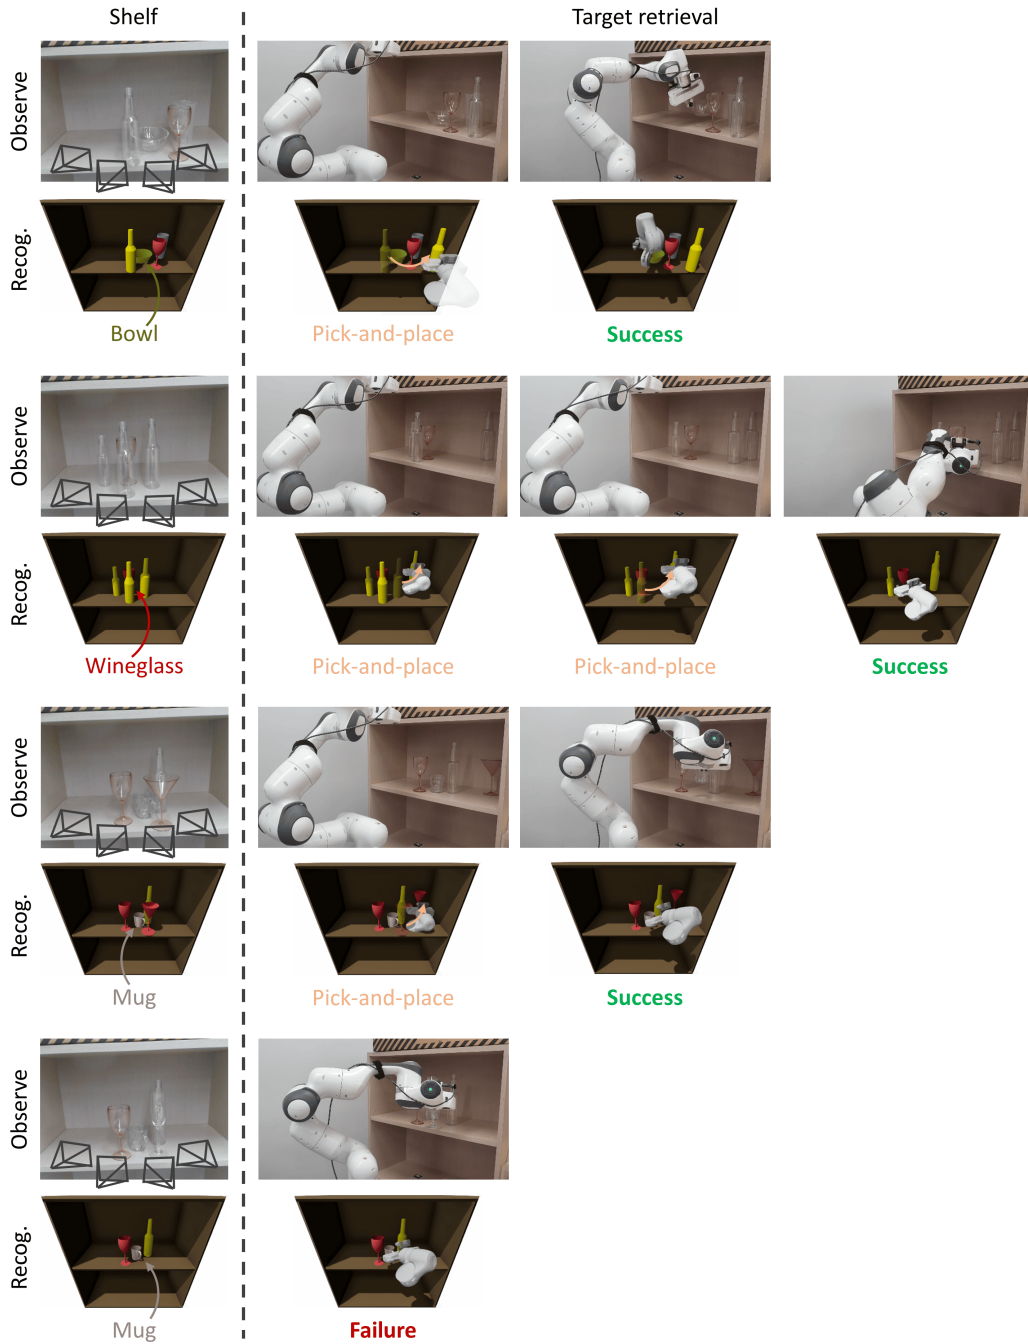 Shelf
Target retrieval
Observe
Recog.
Bowl
Pick-and-place
Success
Observe
Recog.
Wineglass
Pick-and-place
Pick-and-place
Success
Observe
Recog.
Mug
Pick-and-place
Success
Observe
Recog.
Mug
Failure